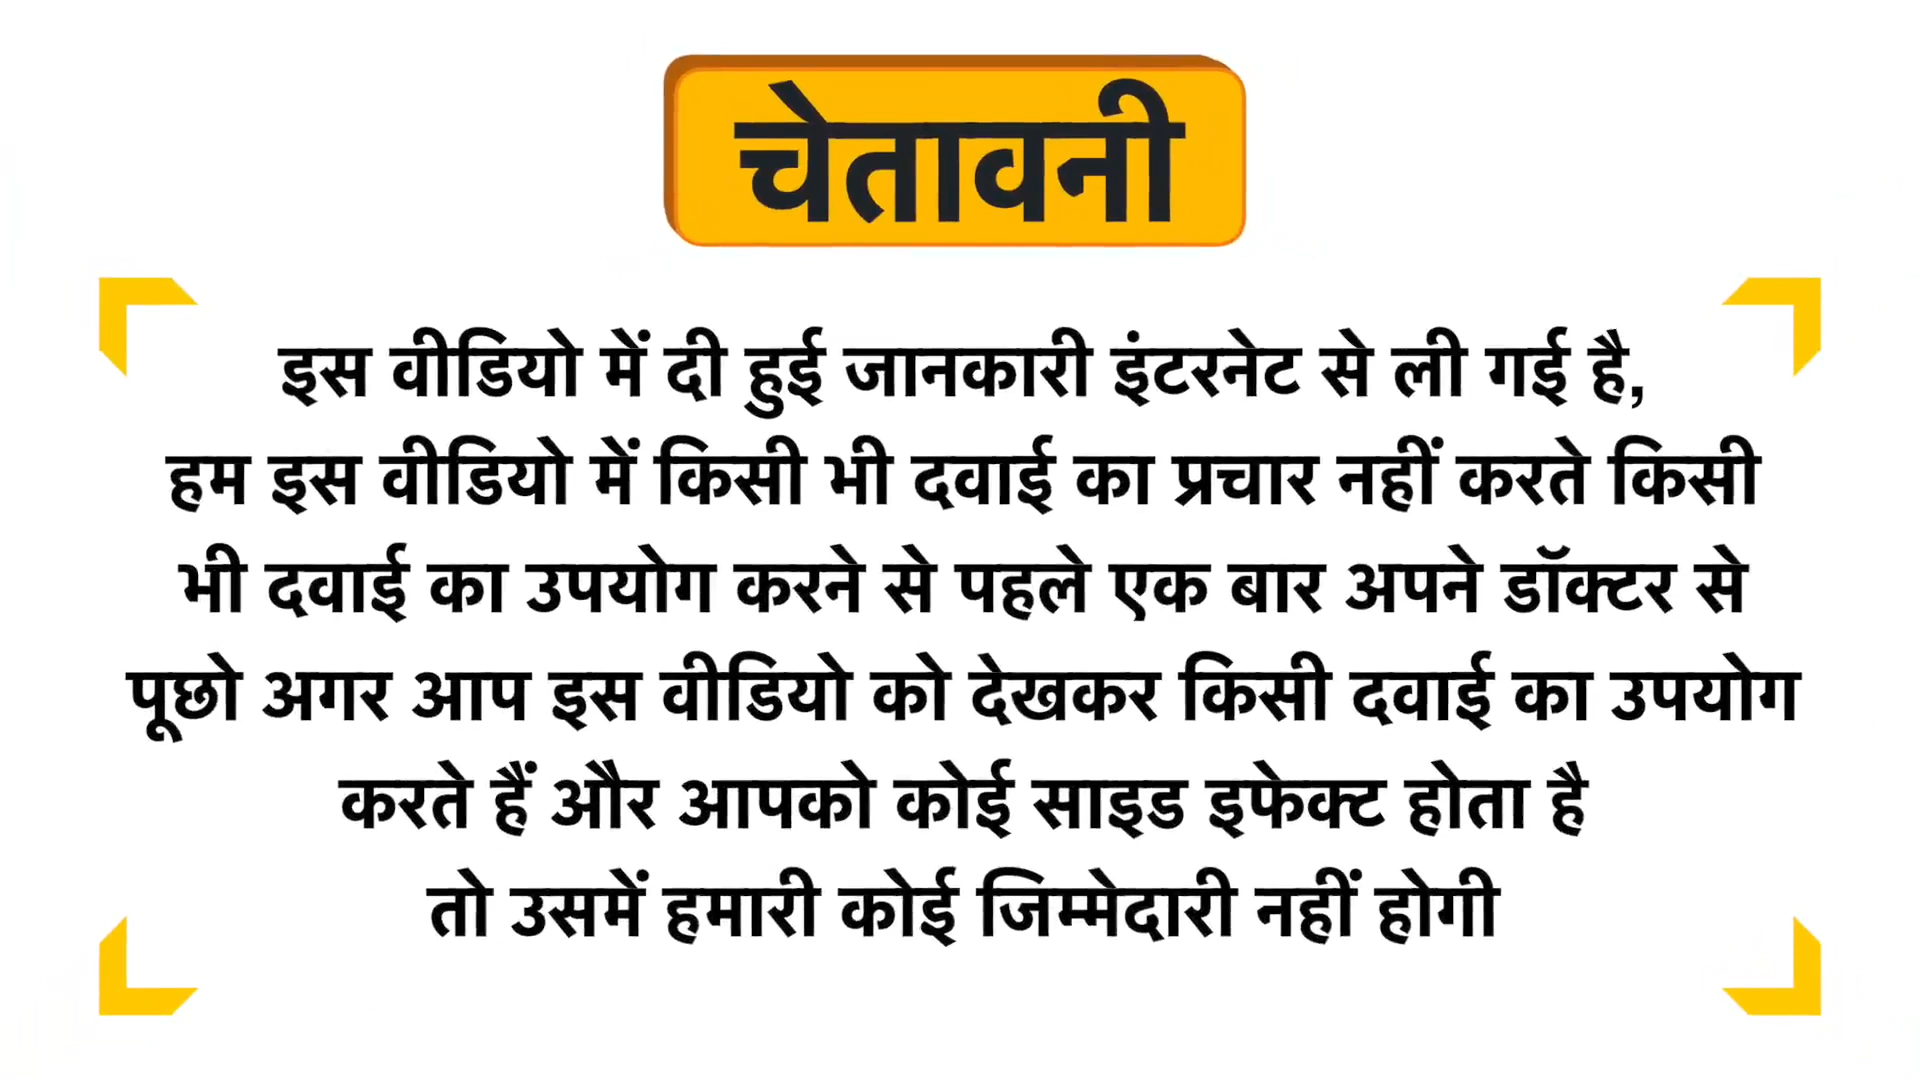 चेतावनी
इस वीडियो में दी हुई जानकारी इंटरनेट से ली गई है,
हम इस वीडियो में किसी भी दवाई का प्रचार नहीं करते किसी
भी दवाई का उपयोग करने से पहले एक बार अपने डॉक्टर से
पूछो अगर आप इस वीडियो को देखकर किसी दवाई का उपयोग
करते हैं और आपको कोई साइड इफेक्ट होता है
तो उसमें हमारी कोई जिम्मेदारी नहीं होगी